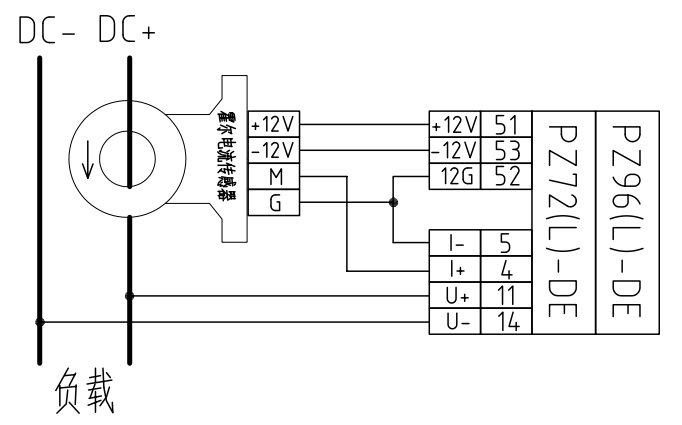 DC- DC+
霍尔电流传感器
+12V
-12V
M
G
+12V 51
-12V 53
12G 52
I- 5
I+ 4
U+ 11
U- 14
PZ72(L)-DE
PZ96(L)-DE
负载